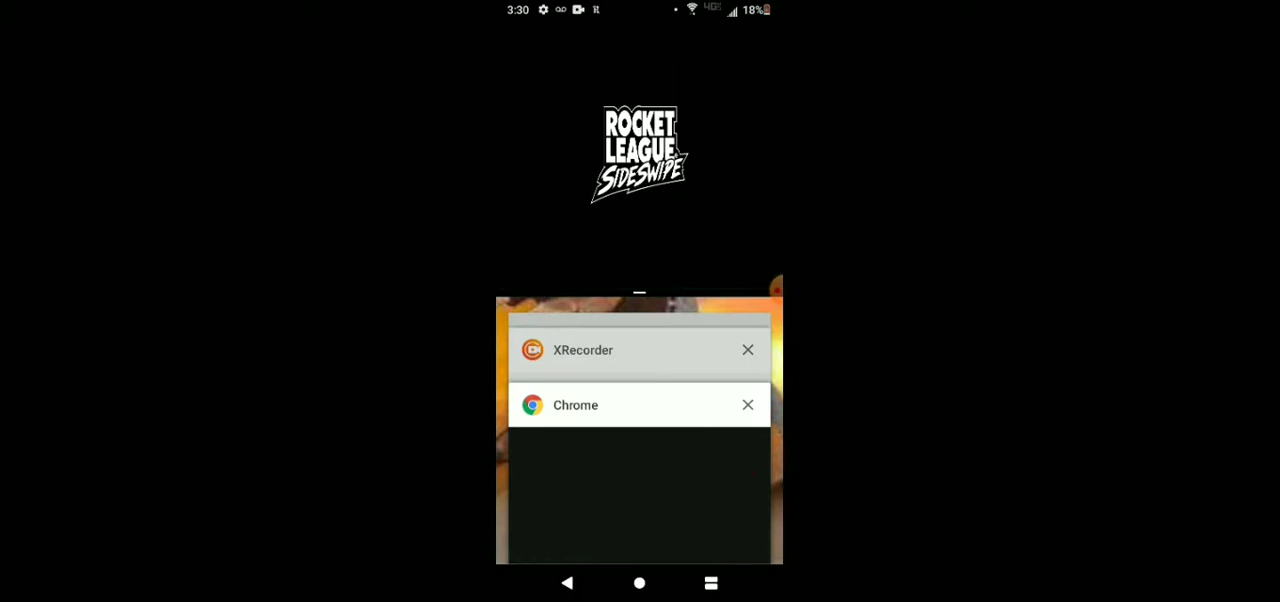 3:30
18%
ROCKET
LEAGUE
SIDESWIPE
XRecorder
Chrome